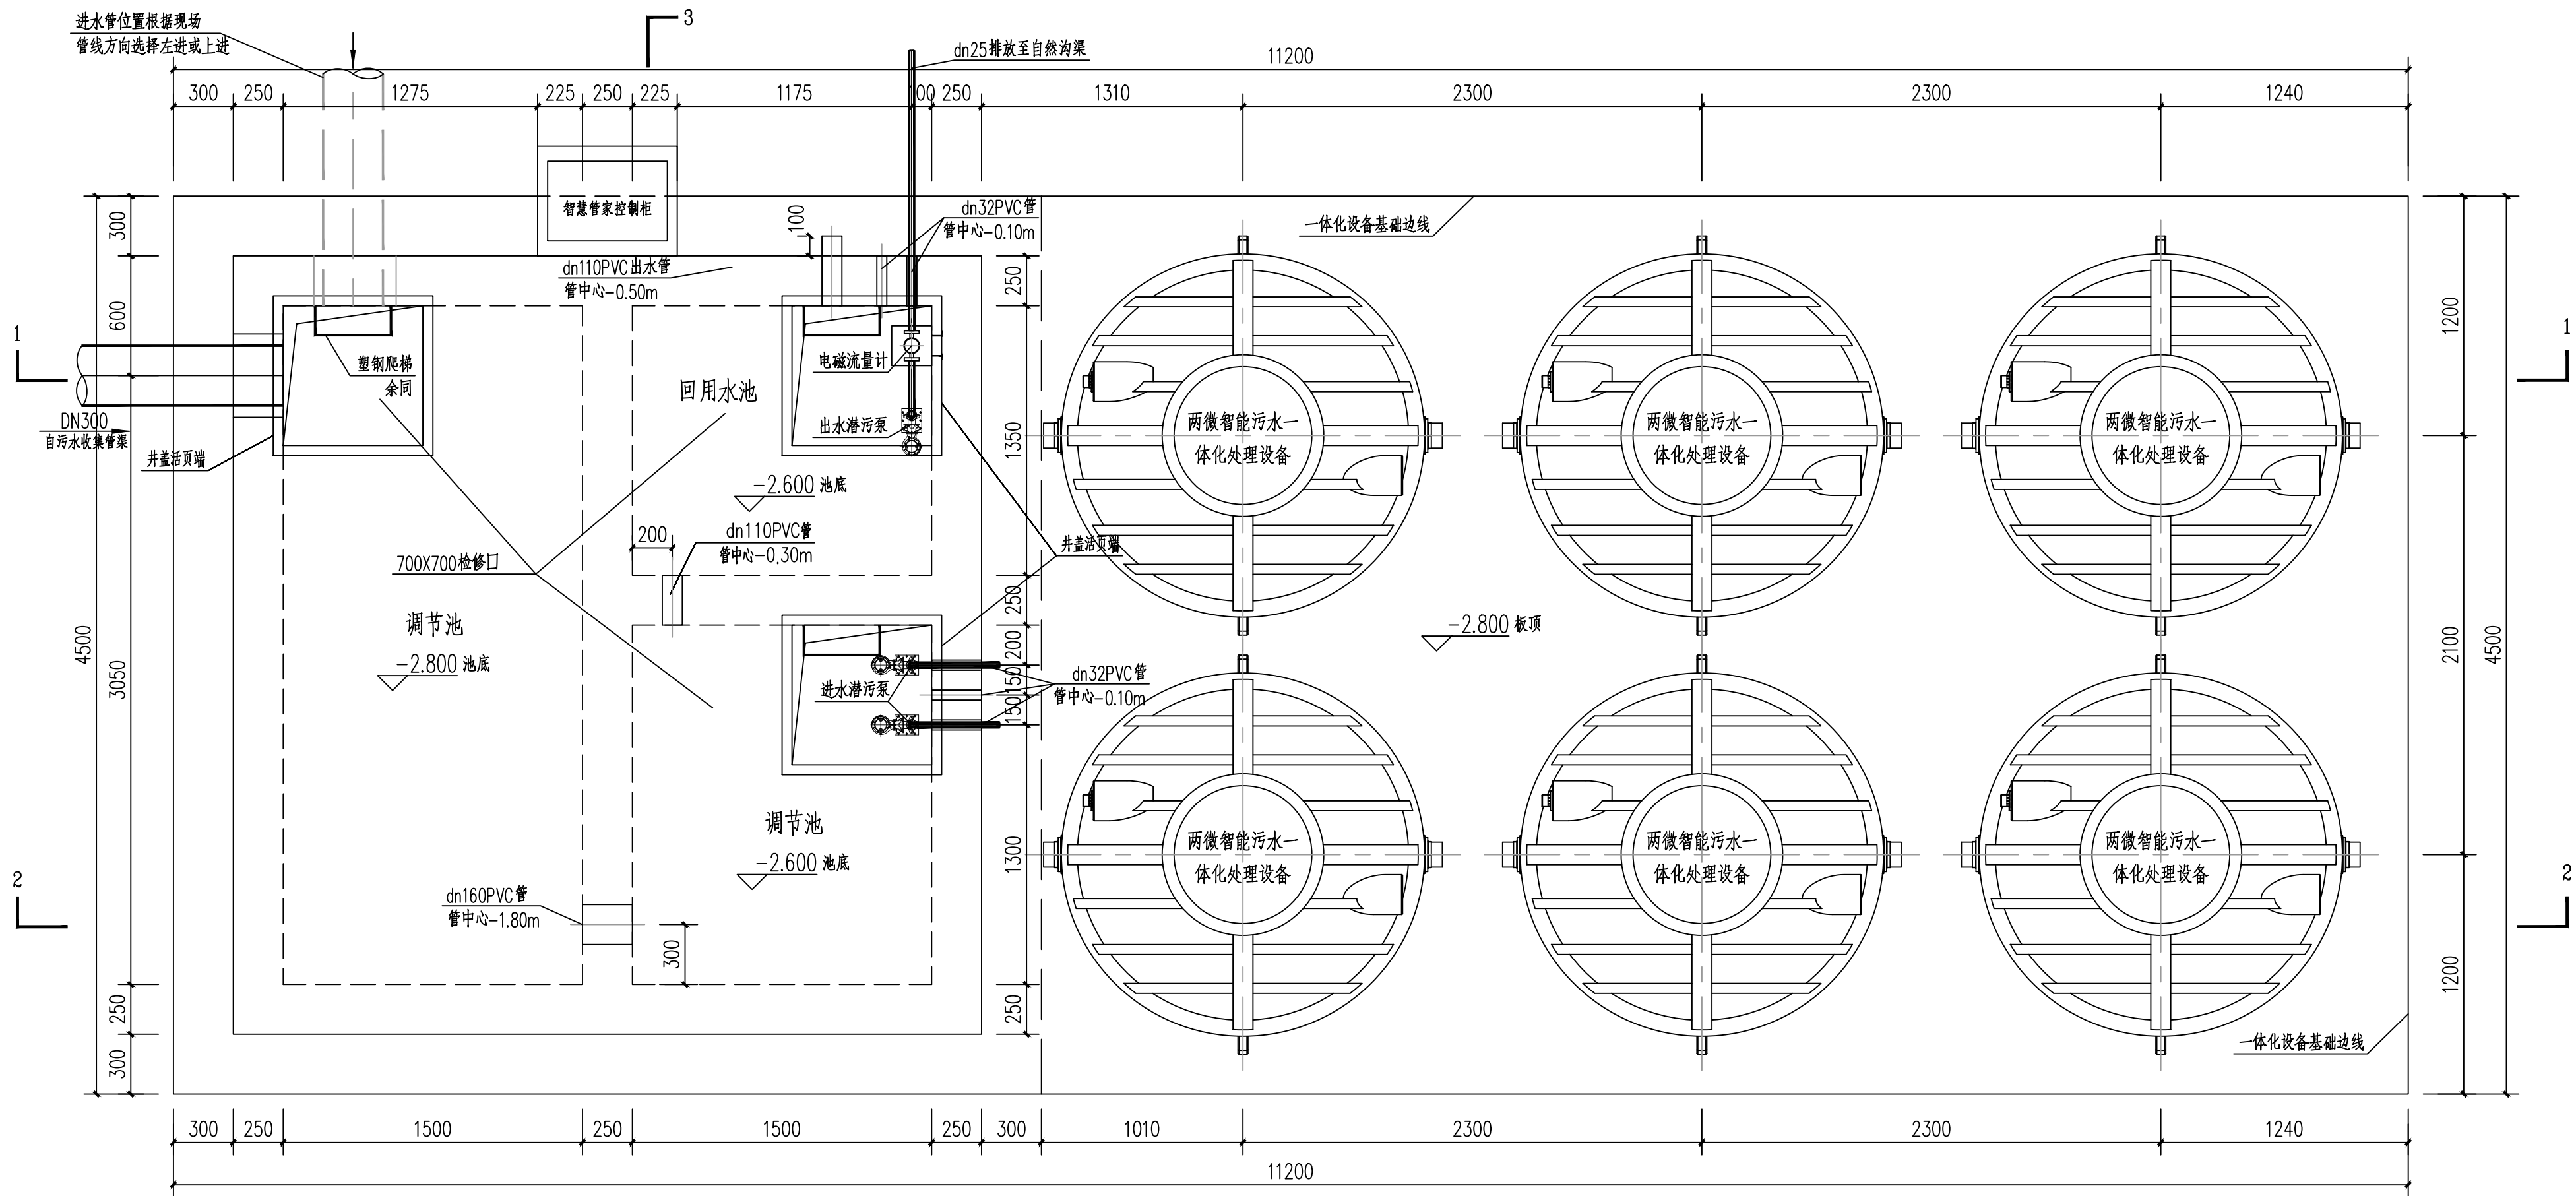 进水管位置根据现场
管线方向选择左进或上进
3
dn25排放至自然沟渠
11200
300 250 1275 225 250 225 1175 00 250 1310 2300 2300 1240
智慧管家控制柜
100
dn32PVC管
管中心-0.10m
一体化设备基础边线
dn110PVC出水管
管中心-0.50m
300
600
3050
250
300
4500
250
1350
250
200
150
150
1300
250
1200
2100
1200
4500
1
1
塑钢爬梯
余同
回用水池
电磁流量计
出水潜污泵
DN300
自污水收集管渠
井盖活页端
-2.600 池底
两微智能污水一
体化处理设备
两微智能污水一
体化处理设备
两微智能污水一
体化处理设备
200
dn110PVC管
管中心-0.30m
井盖活页端
700X700检修口
调节池
-2.800 池底
-2.800 板顶
进水潜污泵
dn32PVC管
管中心-0.10m
调节池
-2.600 池底
两微智能污水一
体化处理设备
两微智能污水一
体化处理设备
两微智能污水一
体化处理设备
2
2
dn160PVC管
管中心-1.80m
300
一体化设备基础边线
300 250 1500 250 1500 250 300 1010 2300 2300 1240
11200